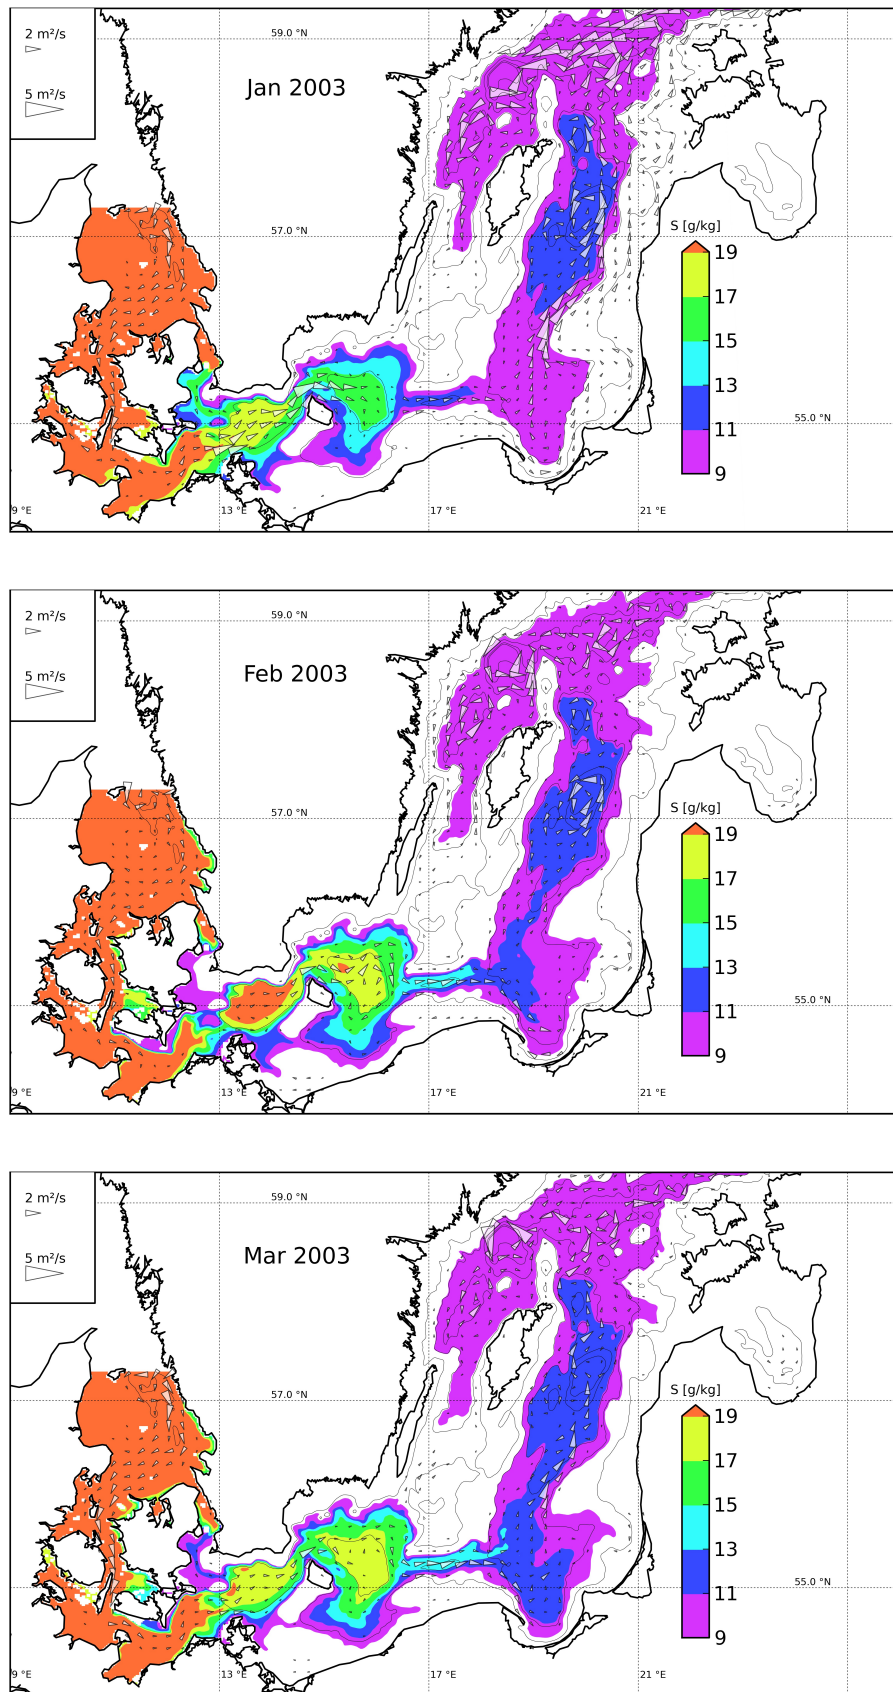 2 m²/s
5 m²/s
59.0 °N
Jan 2003
57.0 °N
S [g/kg]
19
17
15
13
11
9
55.0 °N
9 °E
13 °E
17 °E
21 °E
2 m²/s
5 m²/s
59.0 °N
Feb 2003
57.0 °N
S [g/kg]
19
17
15
13
11
9
55.0 °N
9 °E
13 °E
17 °E
21 °E
2 m²/s
5 m²/s
59.0 °N
Mar 2003
57.0 °N
S [g/kg]
19
17
15
13
11
9
55.0 °N
9 °E
13 °E
17 °E
21 °E